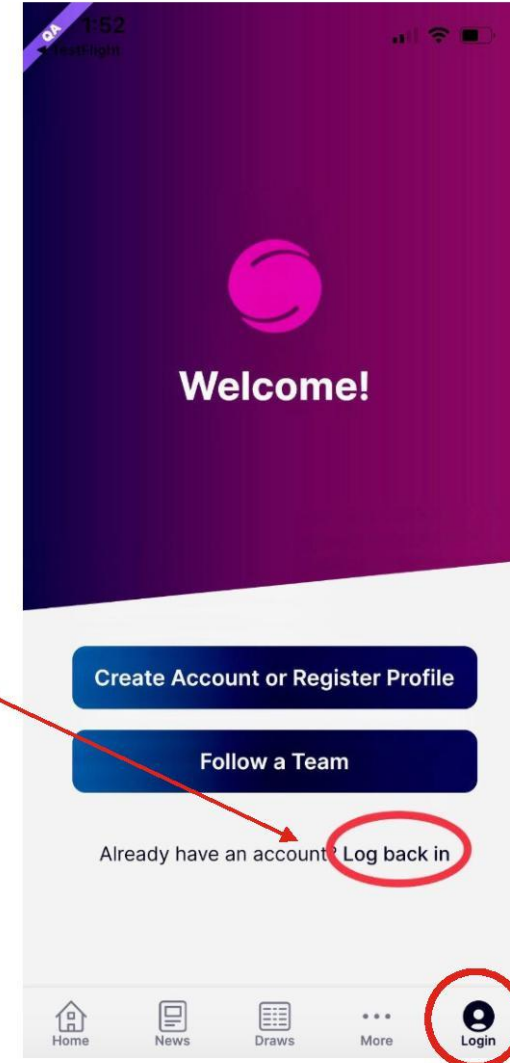 QA
1:52
TestFlight
Welcome!
Create Account or Register Profile
Follow a Team
Already have an account? Log back in
Home
News
Draws
More
Login